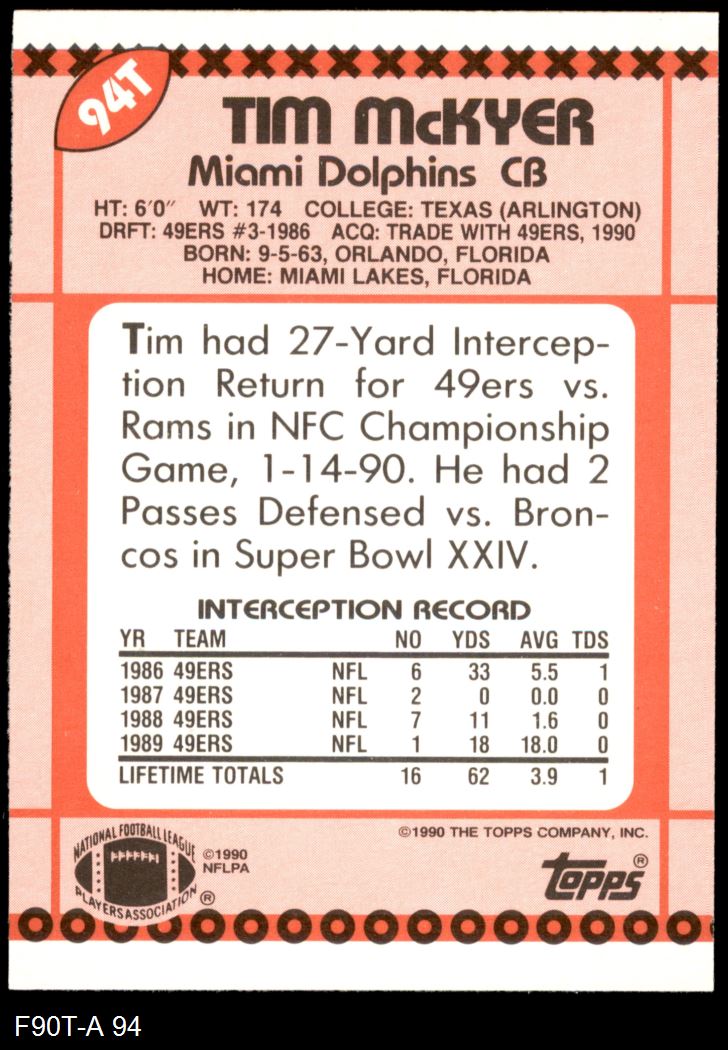 94T
TIM McKYER
Miami Dolphins CB
HT: 6'0" WT: 174 COLLEGE: TEXAS (ARLINGTON)
DRFT: 49ERS #3-1986 ACQ: TRADE WITH 49ERS, 1990
BORN: 9-5-63, ORLANDO, FLORIDA
HOME: MIAMI LAKES, FLORIDA
Tim had 27-Yard Intercep-
tion Return for 49ers vs.
Rams in NFC Championship
Game, 1-14-90. He had 2
Passes Defensed vs. Bron-
cos in Super Bowl XXIV.
INTERCEPTION RECORD
YR TEAM NO YDS AVG TDS
1986 49ERS NFL 6 33 5.5 1
1987 49ERS NFL 2 0 0.0 0
1988 49ERS NFL 7 11 1.6 0
1989 49ERS NFL 1 18 18.0 0
LIFETIME TOTALS 16 62 3.9 1
©1990 THE TOPPS COMPANY, INC.
NATIONAL FOOTBALL LEAGUE
PLAYERS ASSOCIATION ®
©1990
NFLPA
topps®
F90T-A 94